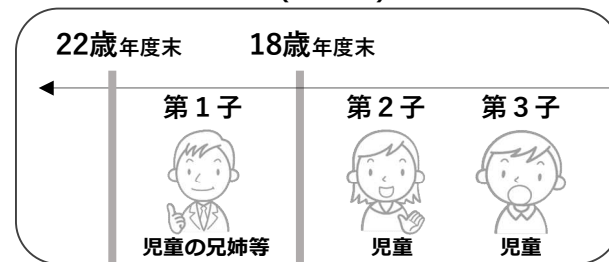 22歳年度末 18歳年度末
第１子 第２子 第３子
児童の兄姉等 児童 児童